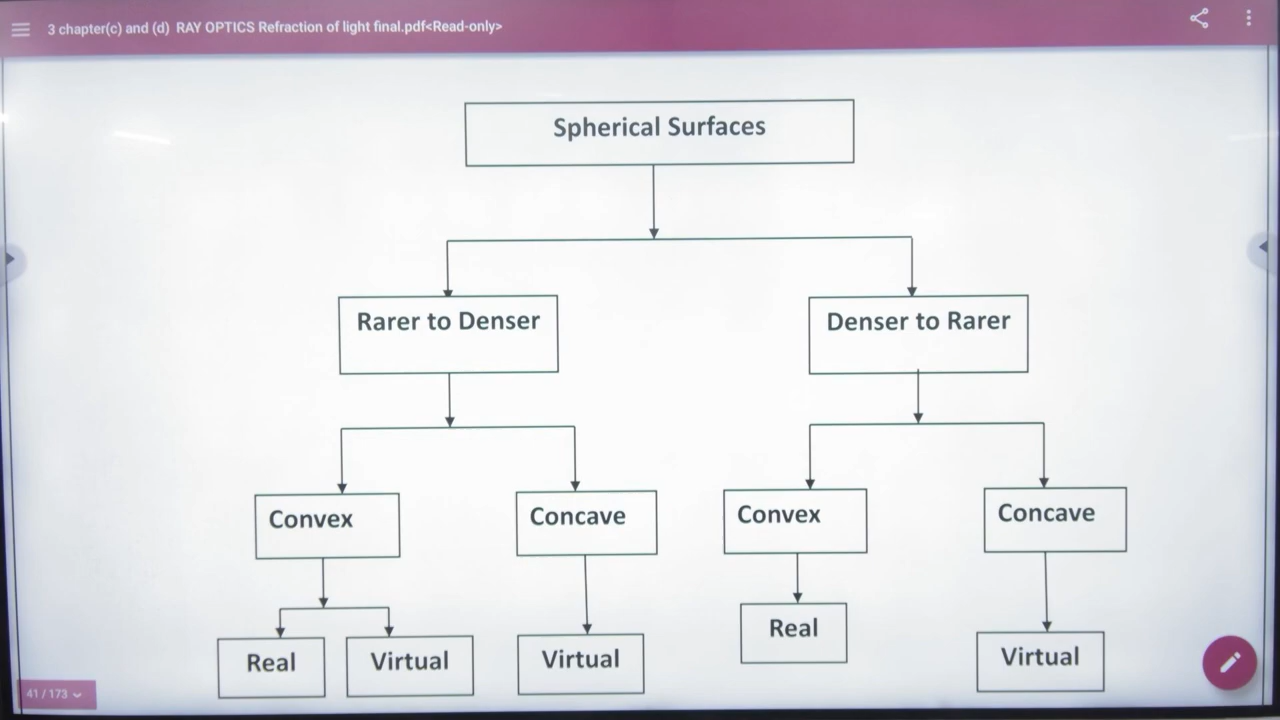 3 chapter(c) and (d) RAY OPTICS Refraction of light final.pdf<Read-only>
Spherical Surfaces
Rarer to Denser
Denser to Rarer
Convex
Concave
Convex
Concave
Real
Virtual
Virtual
Real
Virtual
41 / 173